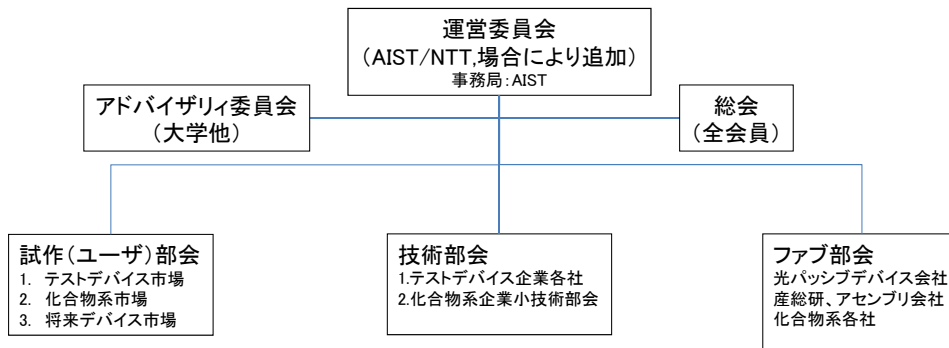 運営委員会
(AIST/NTT,場合により追加)
事務局:AIST
アドバイザリィ委員会
(大学他)
総会
(全会員)
試作(ユーザ)部会
1. テストデバイス市場
2. 化合物系市場
3. 将来デバイス市場
技術部会
1.テストデバイス企業各社
2.化合物系企業小技術部会
ファブ部会
光パッシブデバイス会社
産総研、アセンブリ会社
化合物系各社